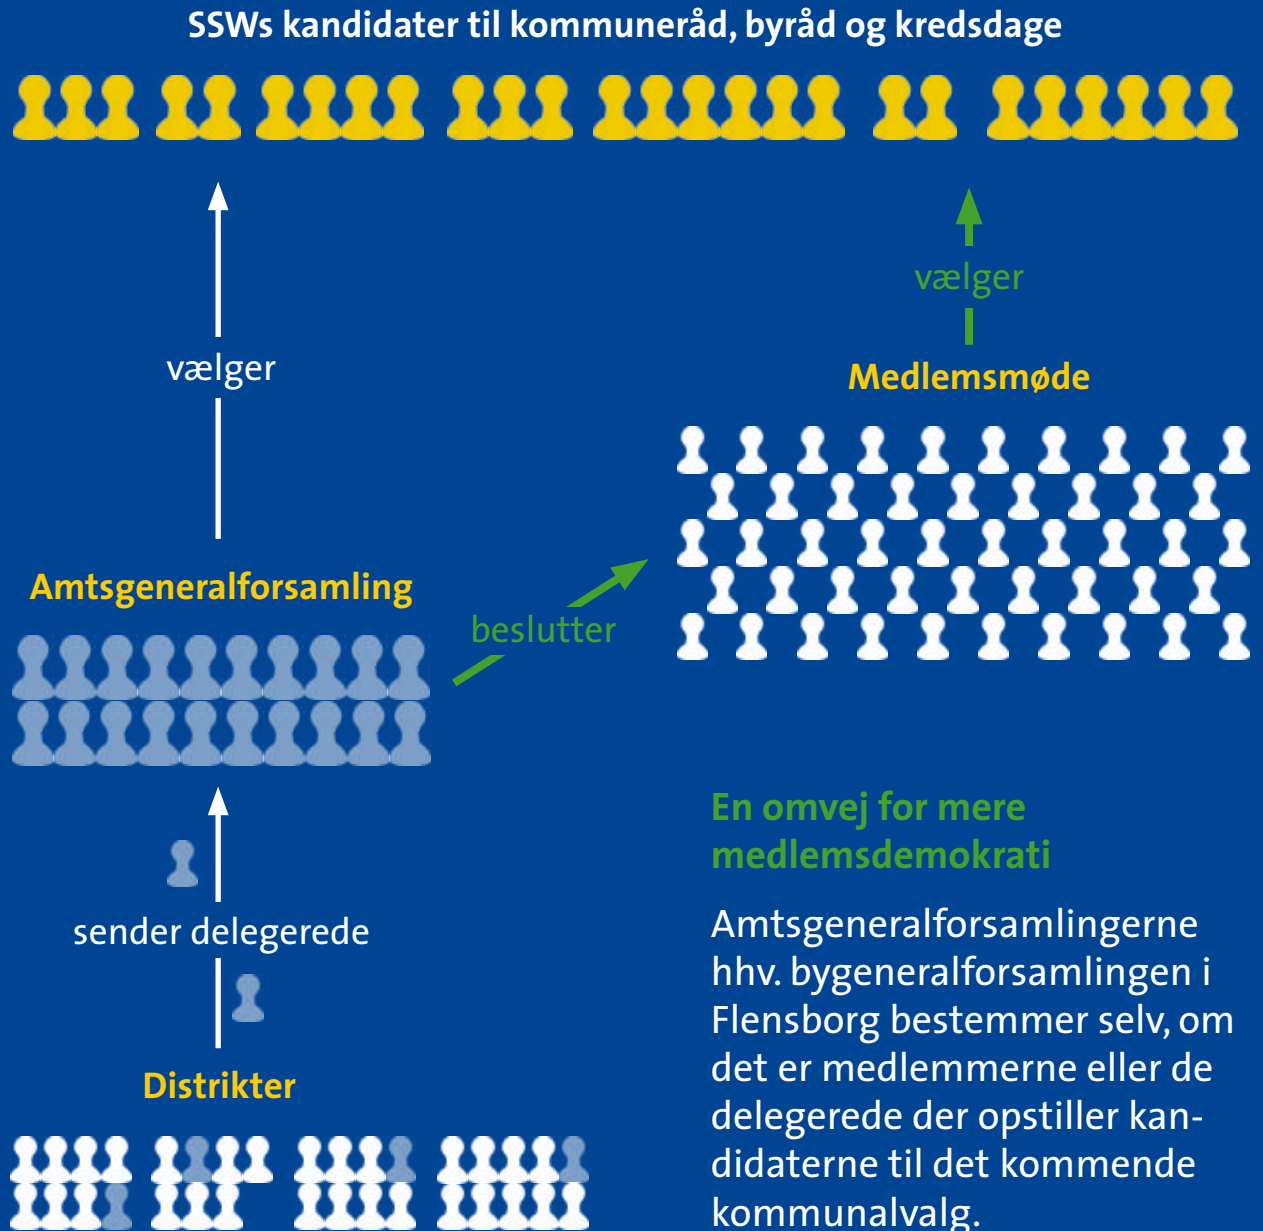 SSWs kandidater til kommuneråd, byråd og kredsdage
vælger
vælger
Medlemsmøde
Amtsgeneralforsamling
beslutter
sender delegerede
Distrikter
En omvej for mere
medlemsdemokrati
Amtsgeneralforsamlingerne
hhv. bygeneralforsamlingen i
Flensborg bestemmer selv, om
det er medlemmerne eller de
delegerede der opstiller kan-
didaterne til det kommende
kommunalvalg.